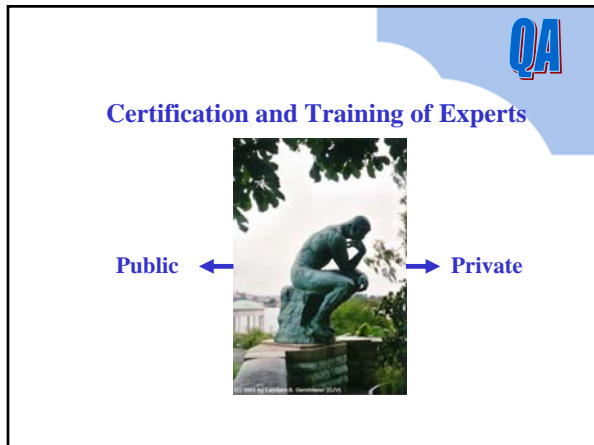 QA
Certification and Training of Experts
Public
Private